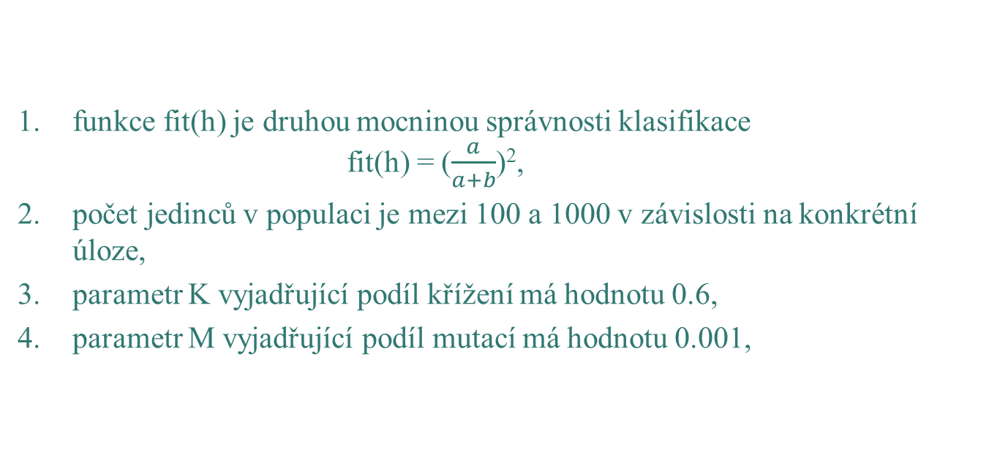 1. funkce fit(h) je druhou mocninou správnosti klasifikace
fit(h) = (a/(a+b))²,
2. počet jedinců v populaci je mezi 100 a 1000 v závislosti na konkrétní
úloze,
3. parametr K vyjadřující podíl křížení má hodnotu 0.6,
4. parametr M vyjadřující podíl mutací má hodnotu 0.001,